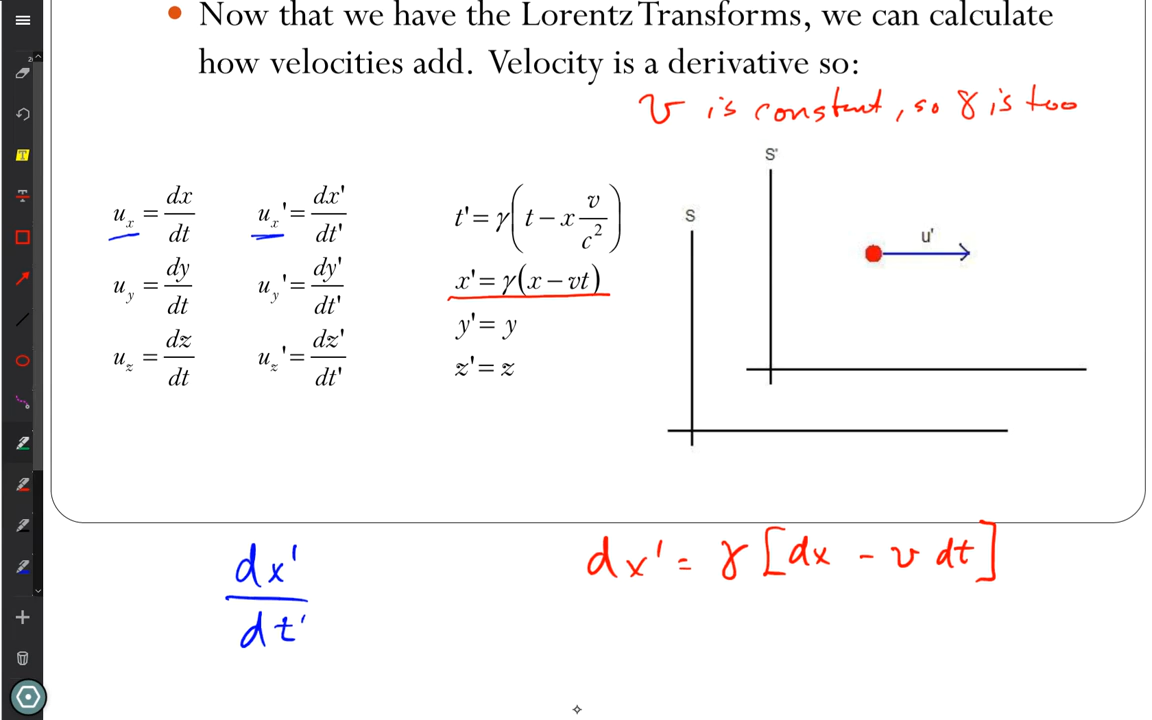 • Now that we have the Lorentz Transforms, we can calculate
how velocities add. Velocity is a derivative so:
v is constant, so γ is too
u_x = dx/dt   u_x' = dx'/dt'   t' = γ(t − x v/c²)
u_y = dy/dt   u_y' = dy'/dt'   x' = γ(x − vt)
y' = y
u_z = dz/dt   u_z' = dz'/dt'   z' = z
S'
S
u'
dx'/dt'   dx' = γ[dx − v dt]